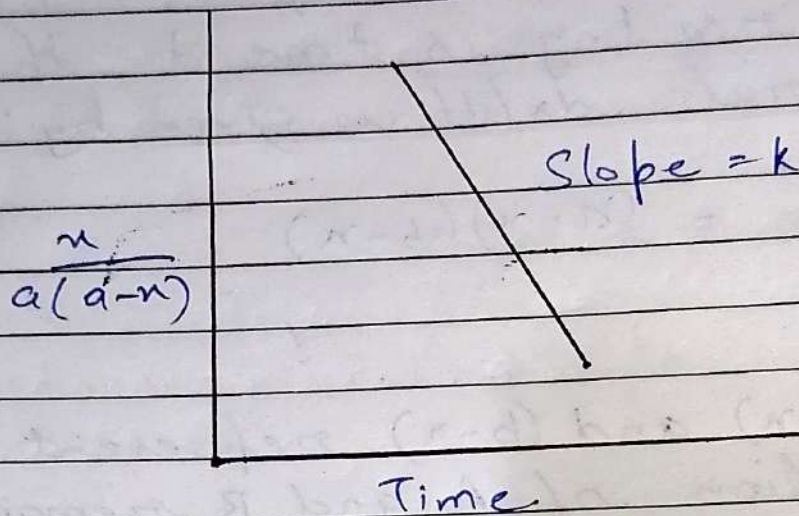 Slope = k
x
a(a-x)
Time